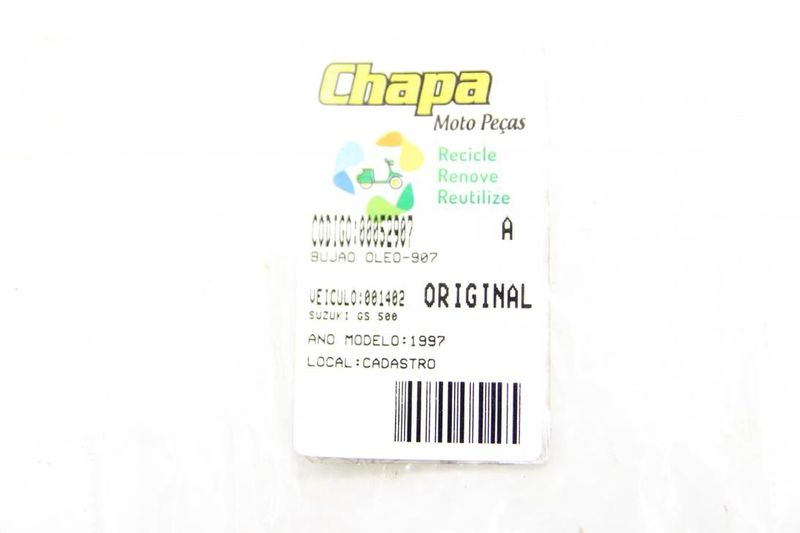 Chapa
Moto Peças
Recicle
Renove
Reutilize
CODIGO:00052907 A
BUJAO OLEO-907
VEICULO:001402 ORIGINAL
SUZUKI GS 500
ANO MODELO:1997
LOCAL:CADASTRO